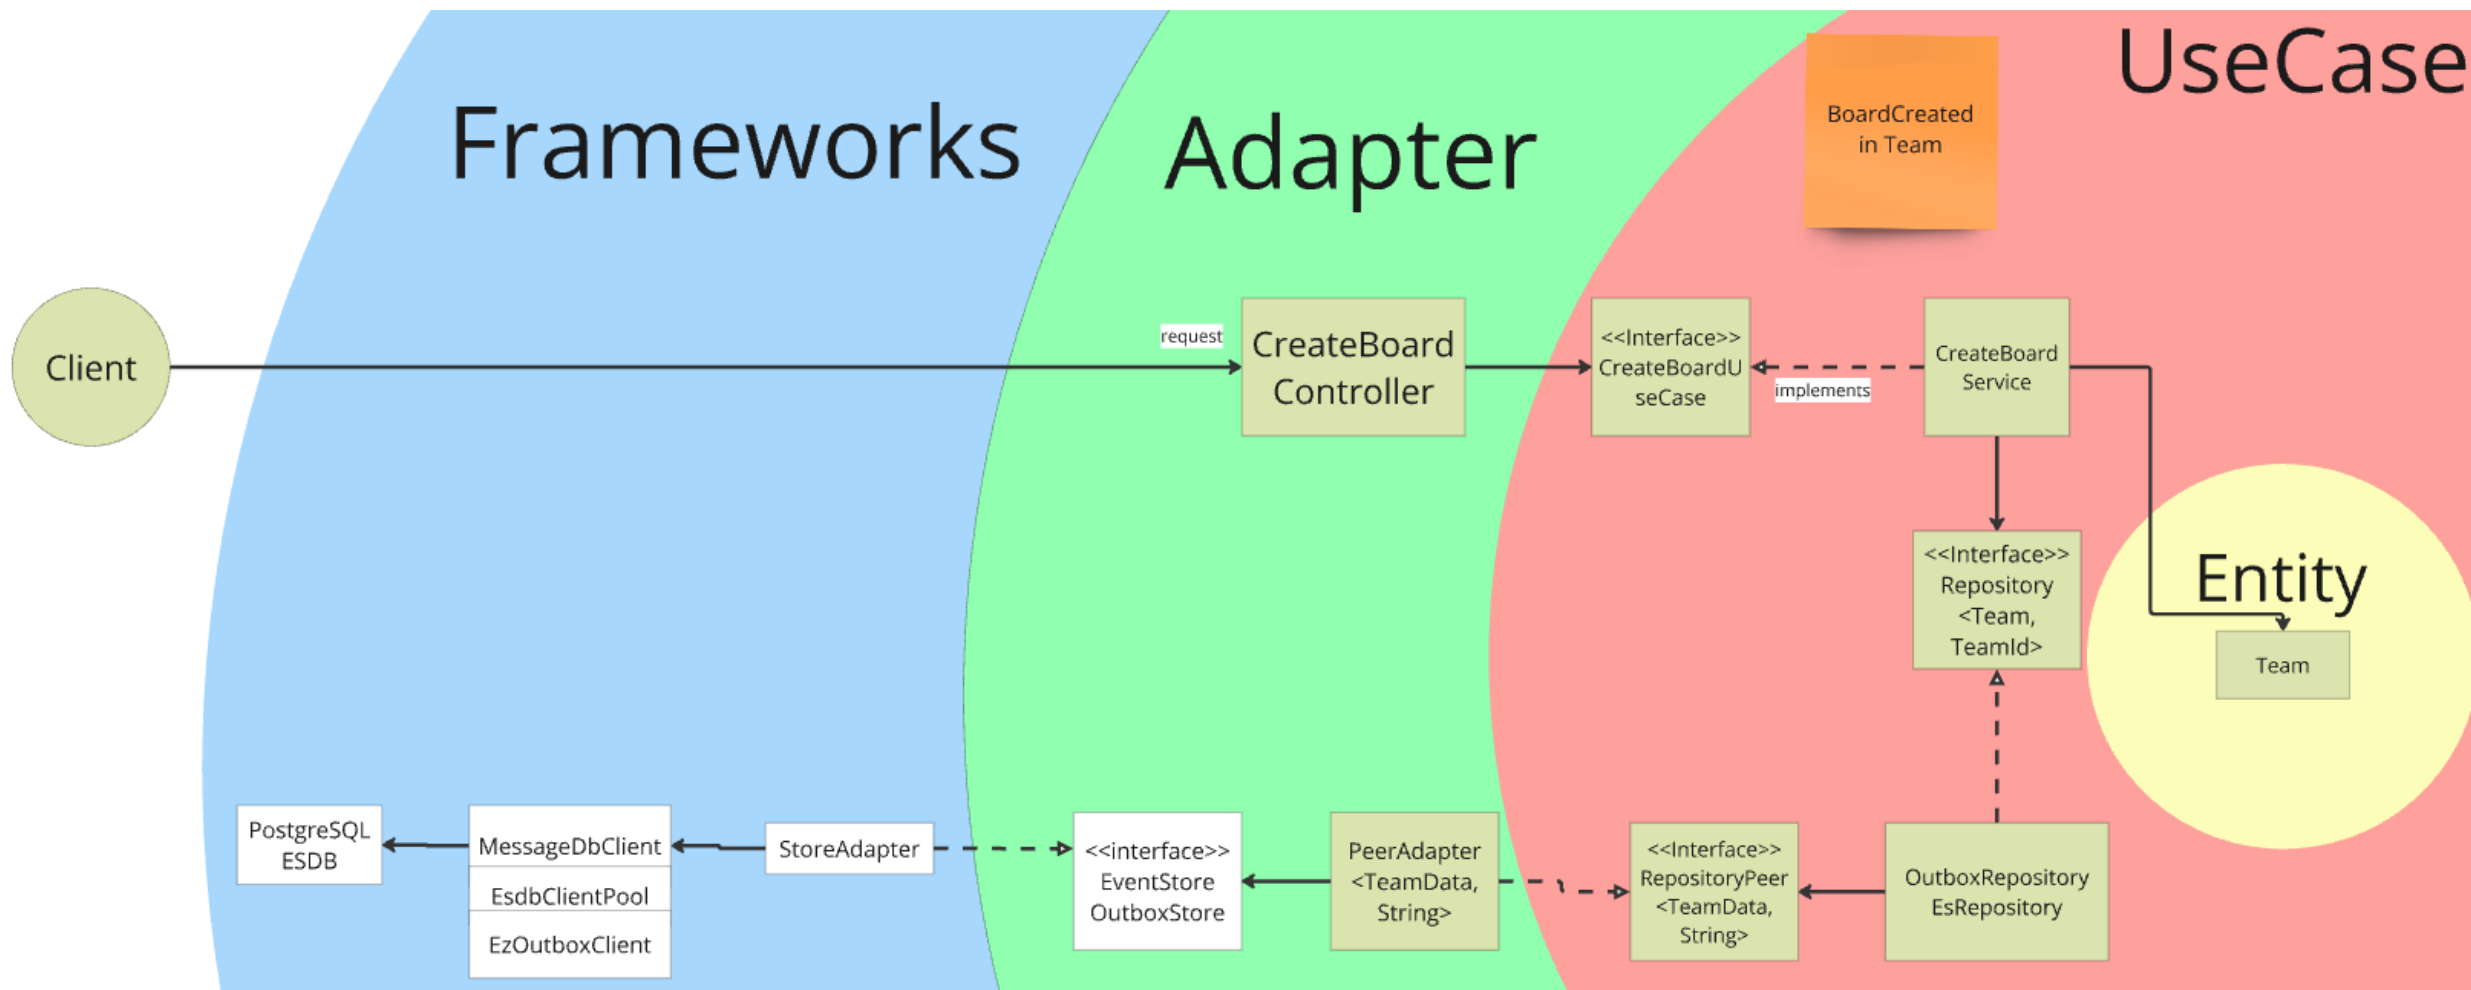 UseCase
Frameworks
Adapter
BoardCreated
in Team
Client
request
CreateBoard
Controller
<<Interface>>
CreateBoardU
seCase
implements
CreateBoard
Service
<<Interface>>
Repository
<Team,
TeamId>
Entity
Team
PostgreSQL
ESDB
MessageDbClient
EsdbClientPool
EzOutboxClient
StoreAdapter
<<interface>>
EventStore
OutboxStore
PeerAdapter
<TeamData,
String>
<<Interface>>
RepositoryPeer
<TeamData,
String>
OutboxRepository
EsRepository